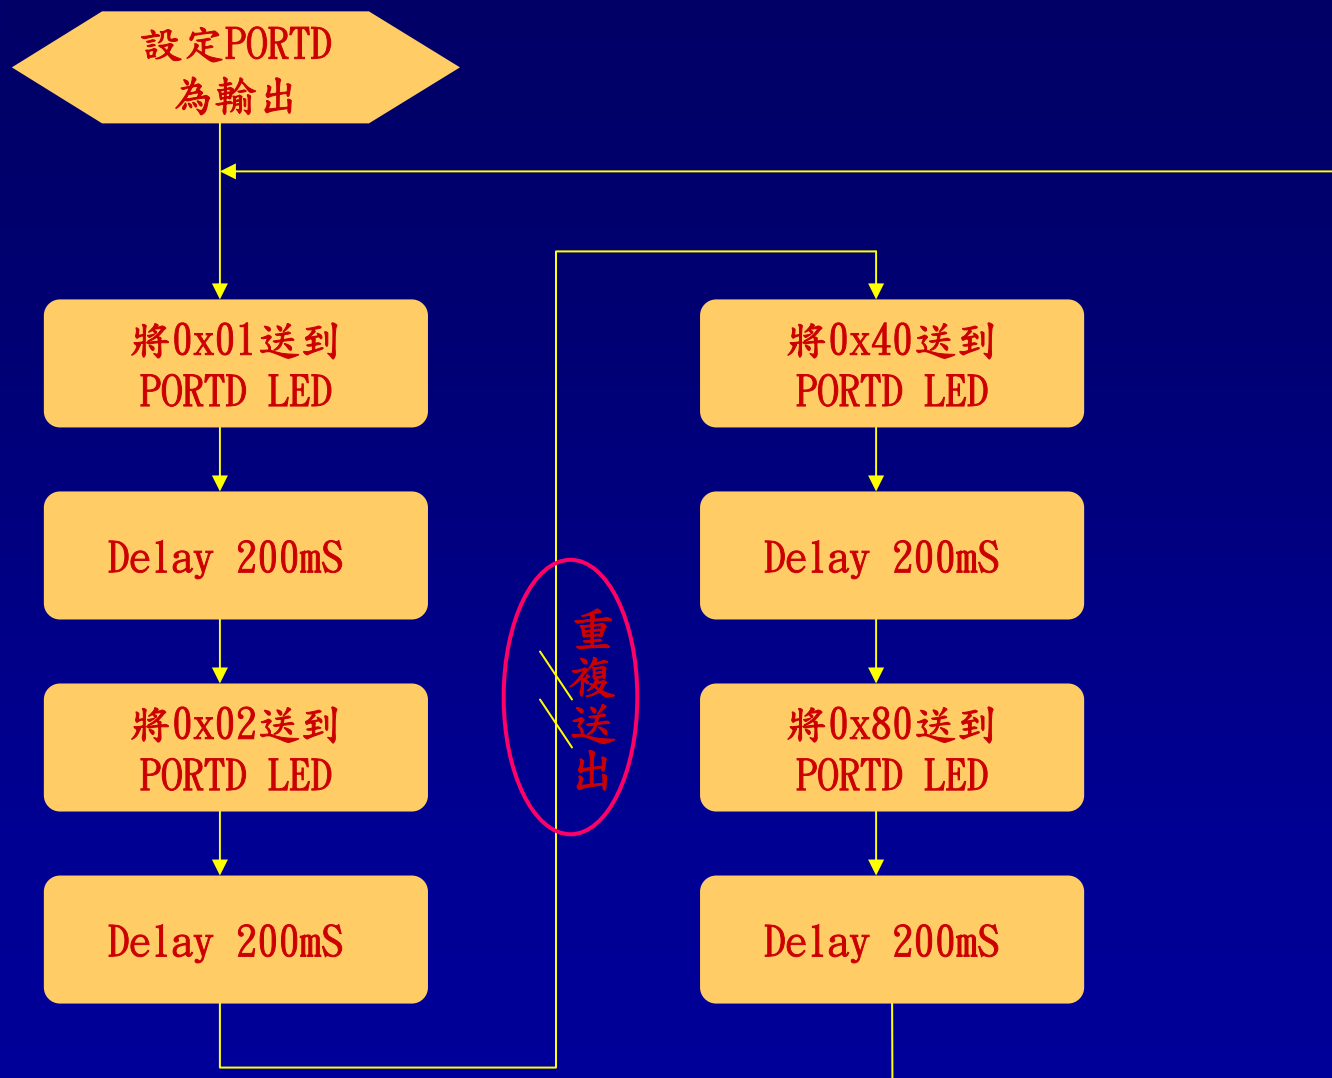 設定PORTD
為輸出
將0x01送到
PORTD LED
Delay 200mS
將0x02送到
PORTD LED
Delay 200mS
重複送出
將0x40送到
PORTD LED
Delay 200mS
將0x80送到
PORTD LED
Delay 200mS